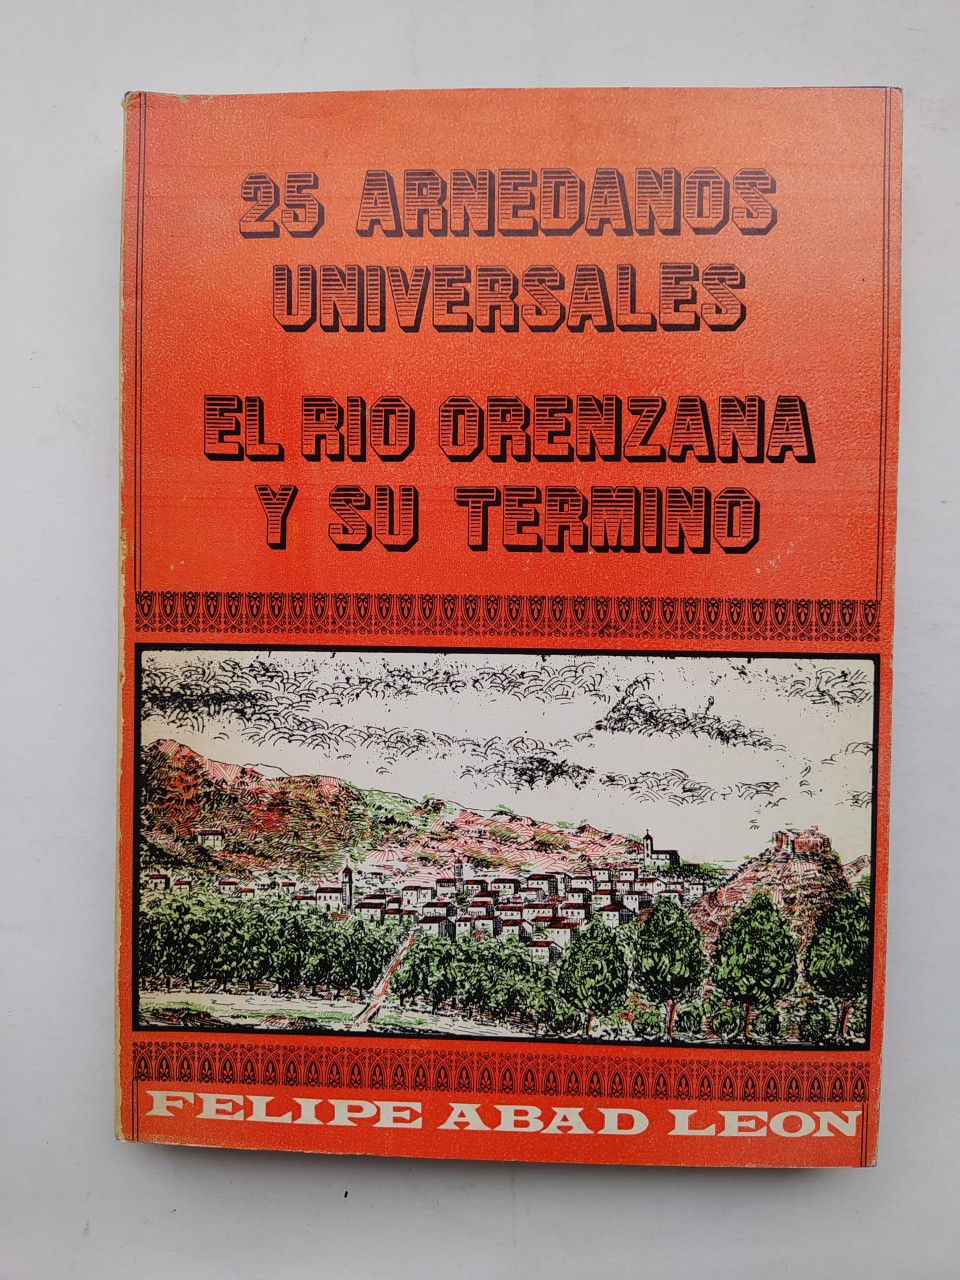 25 ARNEDANOS
UNIVERSALES
EL RIO ORENZANA
Y SU TERMINO
FELIPE ABAD LEON